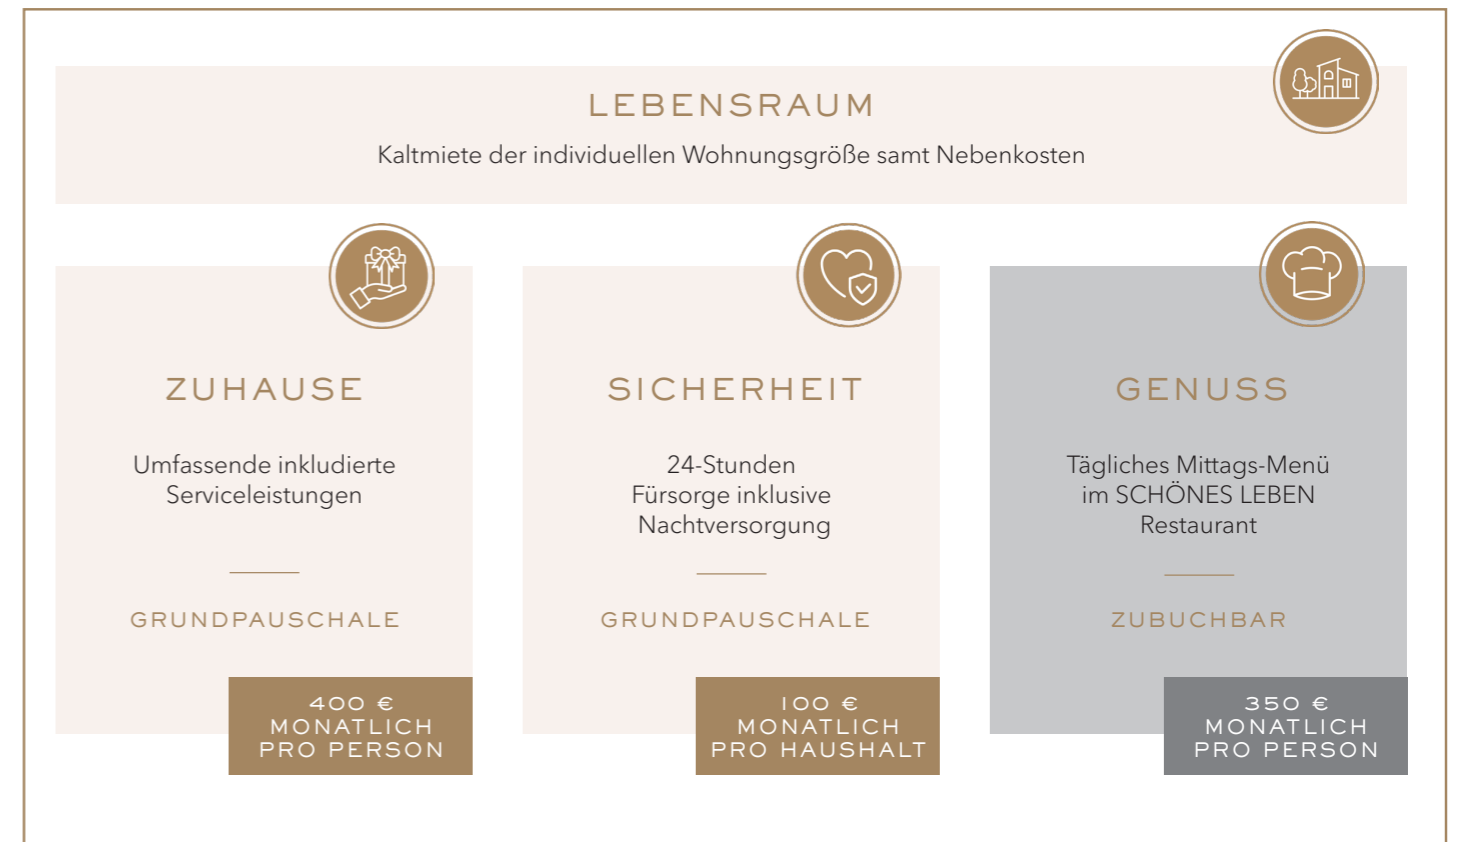 LEBENSRAUM
Kaltmiete der individuellen Wohnungsgröße samt Nebenkosten
ZUHAUSE
Umfassende inkludierte
Serviceleistungen
GRUNDPAUSCHALE
400 €
MONATLICH
PRO PERSON
SICHERHEIT
24-Stunden
Fürsorge inklusive
Nachtversorgung
GRUNDPAUSCHALE
100 €
MONATLICH
PRO HAUSHALT
GENUSS
Tägliches Mittags-Menü
im SCHÖNES LEBEN
Restaurant
ZUBUCHBAR
350 €
MONATLICH
PRO PERSON